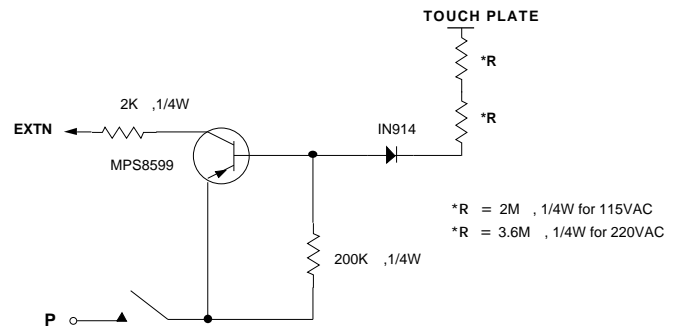 TOUCH PLATE
*R
*R
2K ,1/4W
EXTN
IN914
MPS8599
*R = 2M , 1/4W for 115VAC
*R = 3.6M , 1/4W for 220VAC
200K ,1/4W
P